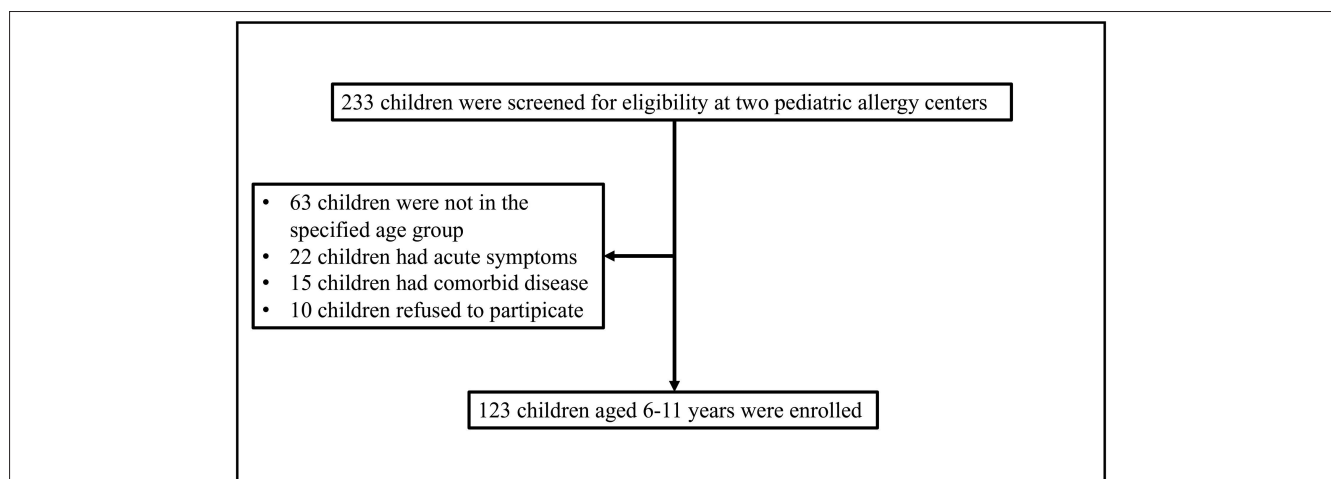 233 children were screened for eligibility at two pediatric allergy centers
• 63 children were not in the
specified age group
• 22 children had acute symptoms
• 15 children had comorbid disease
• 10 children refused to partipicate
123 children aged 6-11 years were enrolled